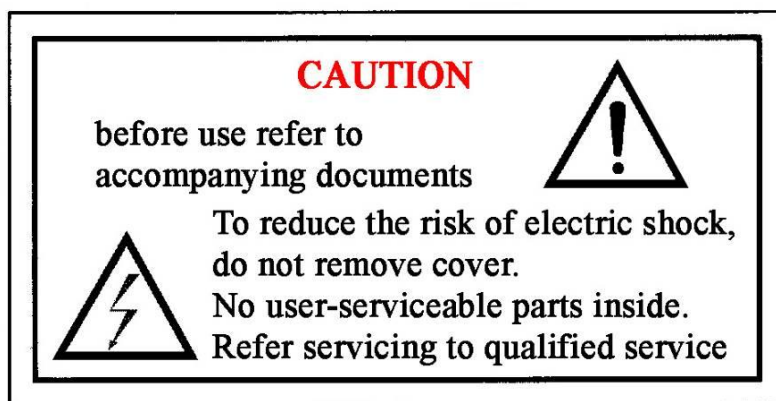 CAUTION
before use refer to
accompanying documents
To reduce the risk of electric shock,
do not remove cover.
No user-serviceable parts inside.
Refer servicing to qualified service